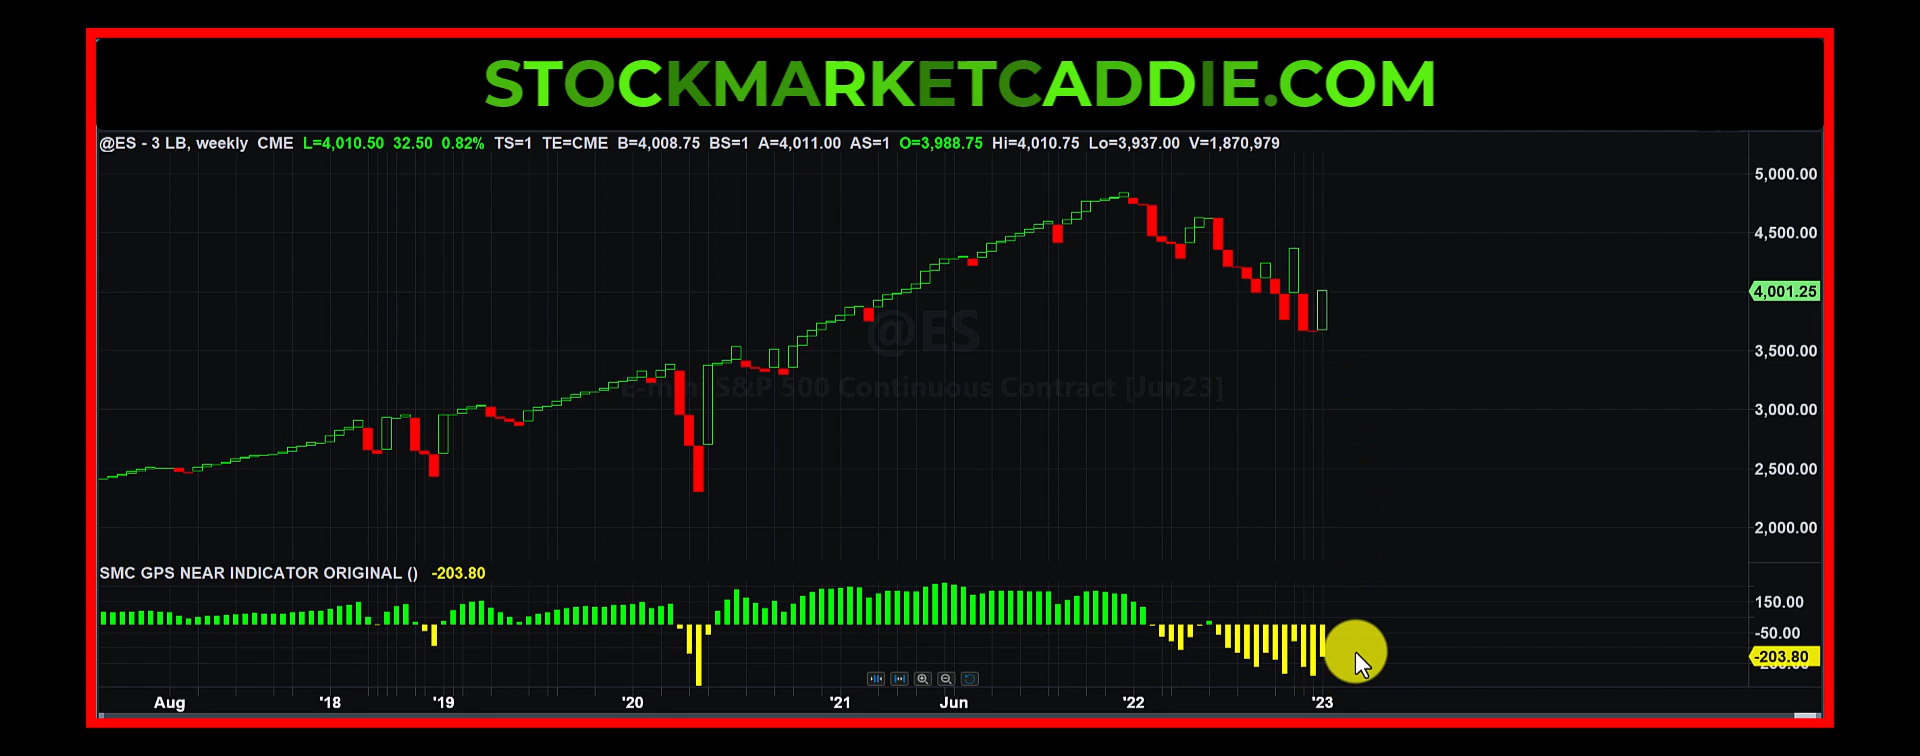 STOCKMARKETCADDIE.COM
@ES - 3 LB, weekly CME L=4,010.50 32.50 0.82% TS=1 TE=CME B=4,008.75 BS=1 A=4,011.00 AS=1 O=3,988.75 Hi=4,010.75 Lo=3,937.00 V=1,870,979
5,000.00
4,500.00
4,001.25
@ES
3,500.00
E-mini S&P 500 Continuous Contract [Jun23]
3,000.00
2,500.00
2,000.00
SMC GPS NEAR INDICATOR ORIGINAL () -203.80
150.00
-50.00
-203.80
Aug '18 '19 '20 '21 Jun '22 '23